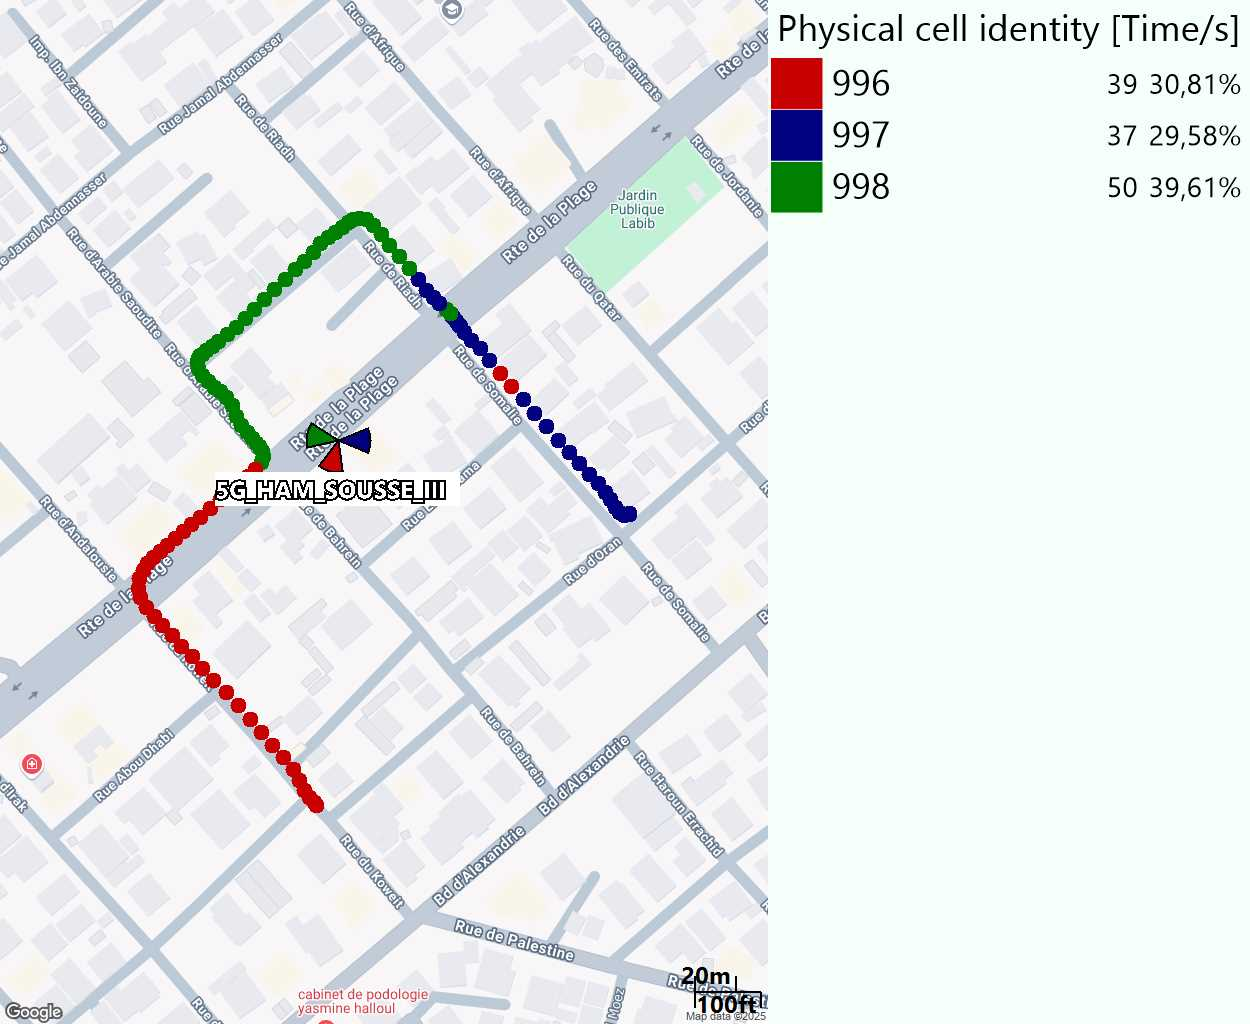 Physical cell identity [Time/s]
996 39 30,81%
997 37 29,58%
998 50 39,61%
Rue d'Afrique
Rue des Emirats
Rte de la
Imp. Ibn Zaïdoune
Rue Jamal Abdennasser
Rue de Riadh
Rue d'Afrique
Rue de Jordanie
Rue Jamal Abdennasser
Jardin
Publique
Labib
Rte de la Plage
Rue d'Arabie Saoudite
Rue de Riadh
Rue du Qatar
Rue de Somalie
Rte de la Plage
Rte de la Plage
5G_HAM_SOUSSE_III
Rue d'Andalousie
Rue de Bahrein
Rue d'Oran
Rue de Somalie
Rte de la Plage
Rue Abou Dhabi
Rue de Bahrein
Bd d'Alexandrie
Rue Haroun Errachid
Bd d'Alexandrie
Rue du Koweit
Rue de Palestine
cabinet de podologie
yasmine halloul
Moez
20m
100ft
Google
Map data ©2025